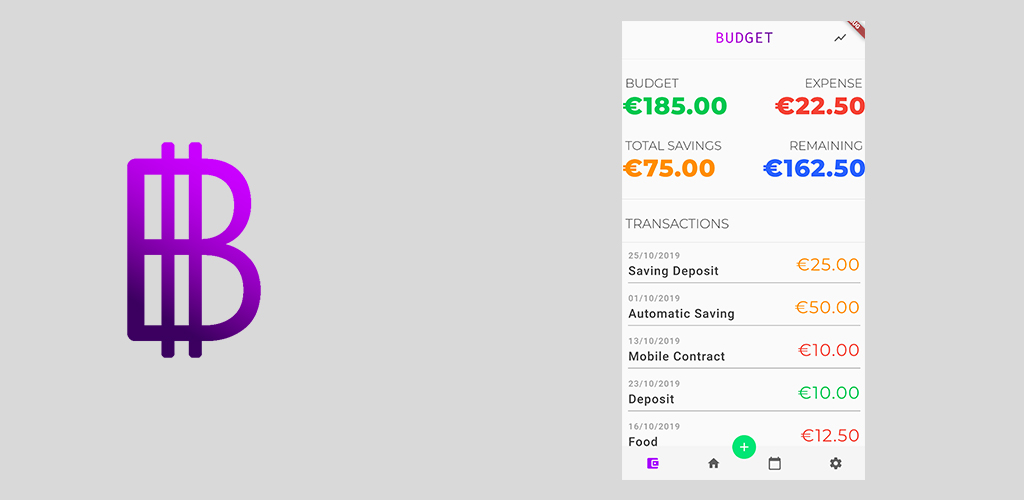 BUDGET
BUDGET EXPENSE
€185.00 €22.50
TOTAL SAVINGS REMAINING
€75.00 €162.50
TRANSACTIONS
25/10/2019
Saving Deposit €25.00
01/10/2019
Automatic Saving €50.00
13/10/2019
Mobile Contract €10.00
23/10/2019
Deposit €10.00
16/10/2019
Food €12.50